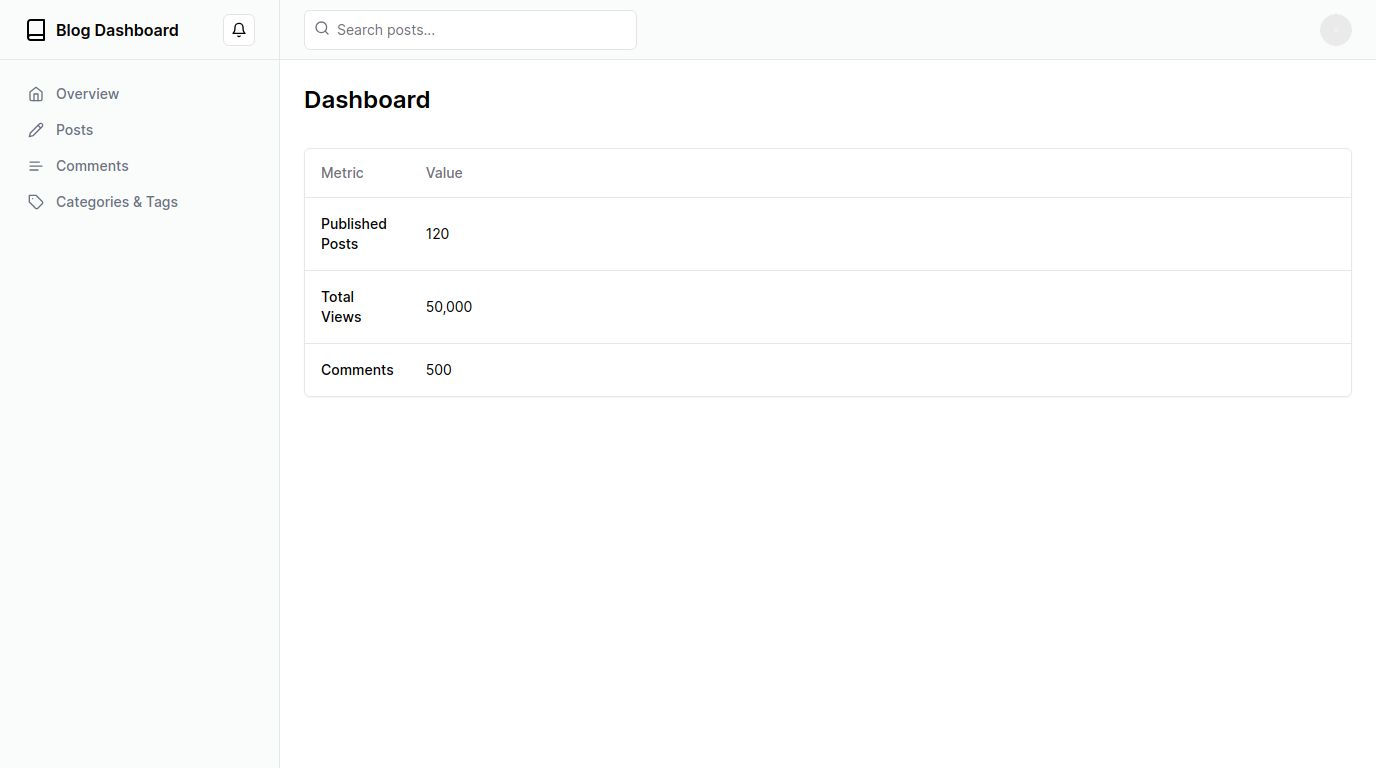 Blog Dashboard
Search posts...
Overview
Posts
Comments
Categories & Tags
Dashboard
Metric Value
Published
Posts
120
Total
Views
50,000
Comments 500